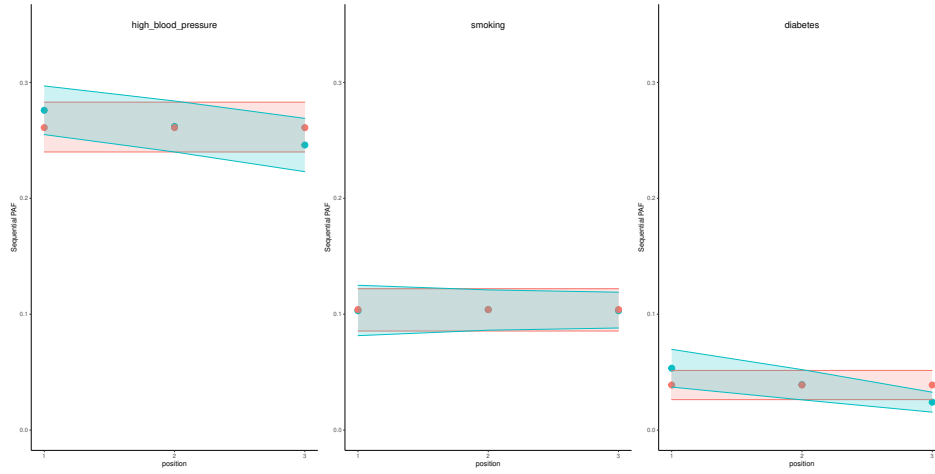 high_blood_pressure
smoking
diabetes
0.3
0.2
0.1
0.0
Sequential PAF
1
2
3
position
0.3
0.2
0.1
0.0
Sequential PAF
1
2
3
position
0.3
0.2
0.1
0.0
Sequential PAF
1
2
3
position